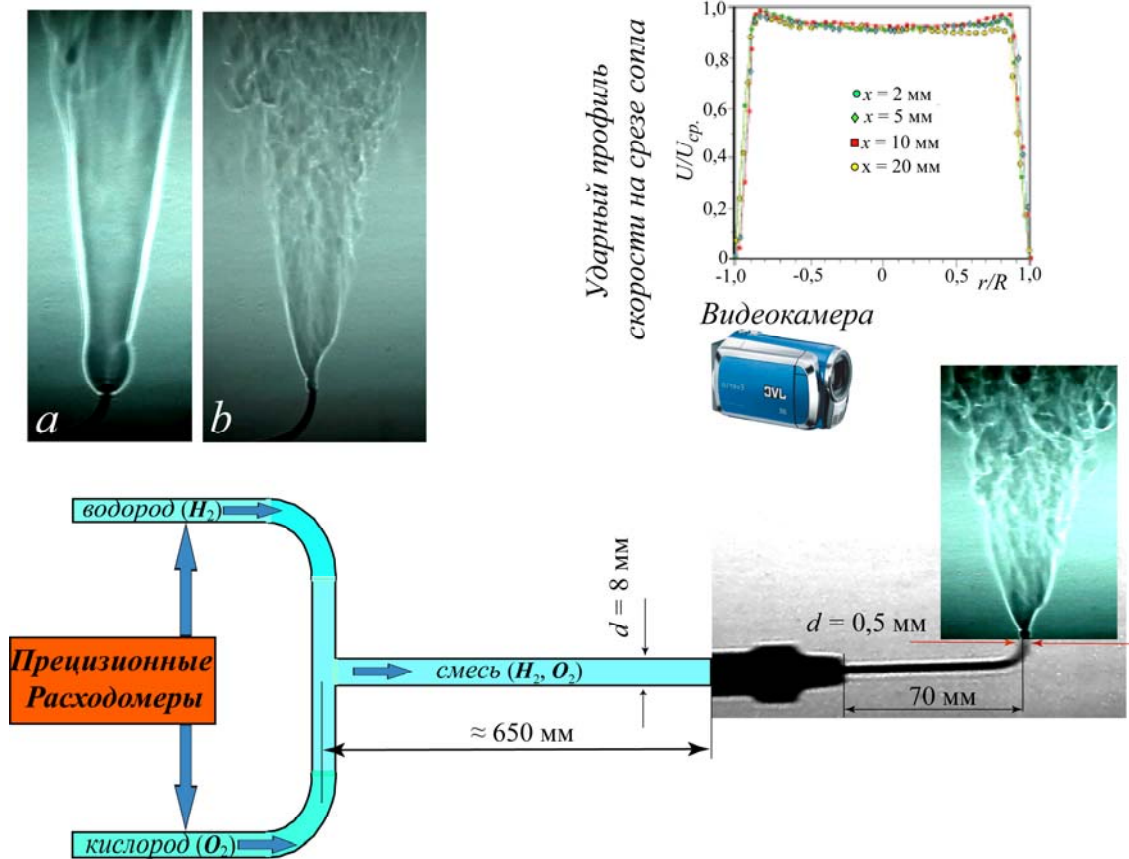 a
b
Ударный профиль
скорости на срезе сопла
U/Uср.
1,0
0,8
0,6
0,4
0,2
0
x = 2 мм
x = 5 мм
x = 10 мм
x = 20 мм
-1,0
-0,5
0
0,5
1,0
r/R
Видеокамера
JVC
водород (H₂)
Прецизионные
Расходомеры
кислород (O₂)
смесь (H₂, O₂)
d = 8 мм
≈ 650 мм
d = 0,5 мм
70 мм